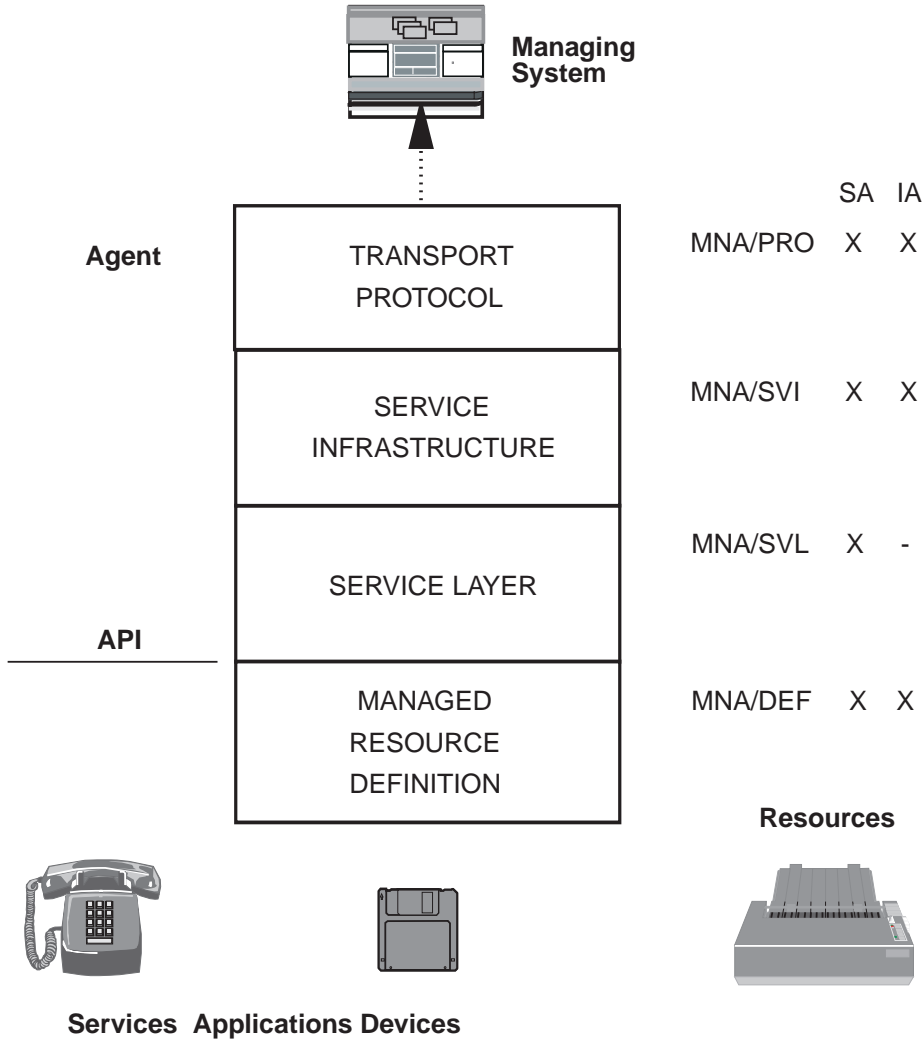 Managing
System
SA IA
Agent
TRANSPORT
PROTOCOL
MNA/PRO X X
SERVICE
INFRASTRUCTURE
MNA/SVI X X
SERVICE LAYER
MNA/SVL X -
API
MANAGED
RESOURCE
DEFINITION
MNA/DEF X X
Resources
Services Applications Devices